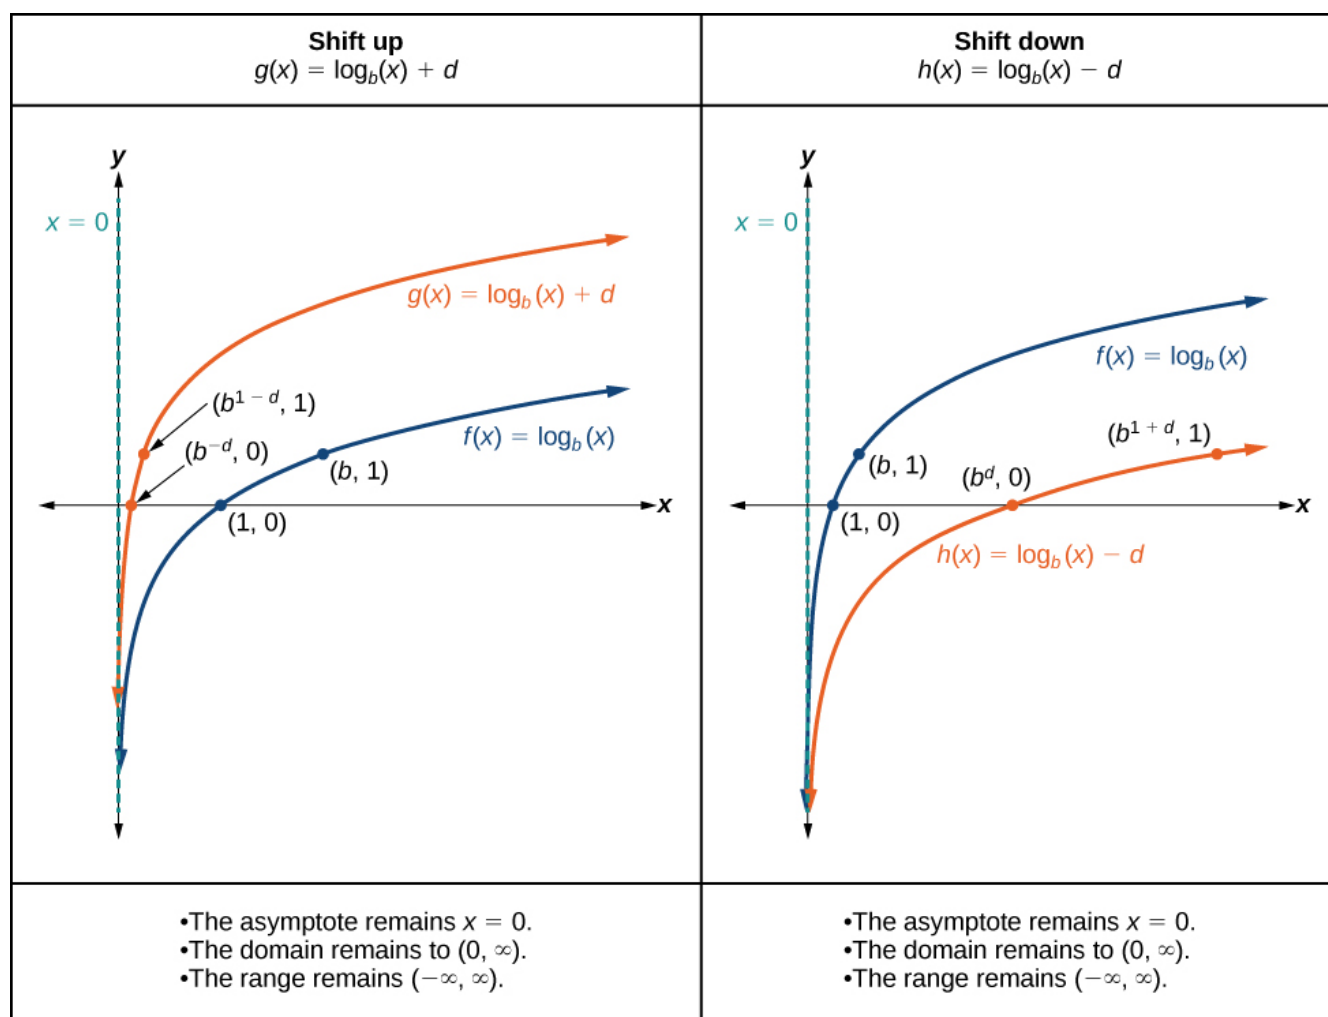 Shift up
g(x) = log_b(x) + d
Shift down
h(x) = log_b(x) − d
y
x = 0
g(x) = log_b(x) + d
(b^{1 − d}, 1)
(b^{−d}, 0)
f(x) = log_b(x)
(b, 1)
x
(1, 0)
y
x = 0
f(x) = log_b(x)
(b^{1 + d}, 1)
(b, 1)
(b^d, 0)
x
(1, 0)
h(x) = log_b(x) − d
•The asymptote remains x = 0.
•The domain remains to (0, ∞).
•The range remains (−∞, ∞).
•The asymptote remains x = 0.
•The domain remains to (0, ∞).
•The range remains (−∞, ∞).